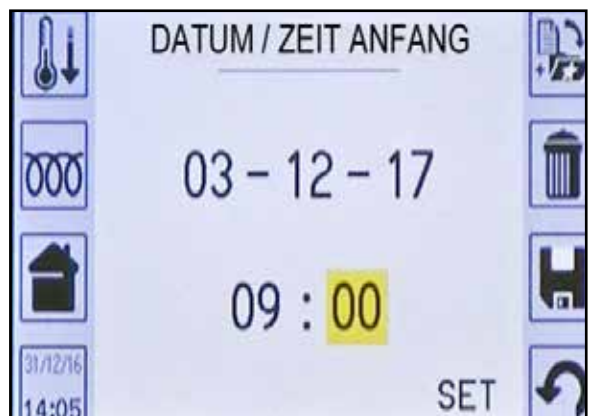 DATUM / ZEIT ANFANG
03 - 12 - 17
09 : 00
31/12/16
14:05
SET